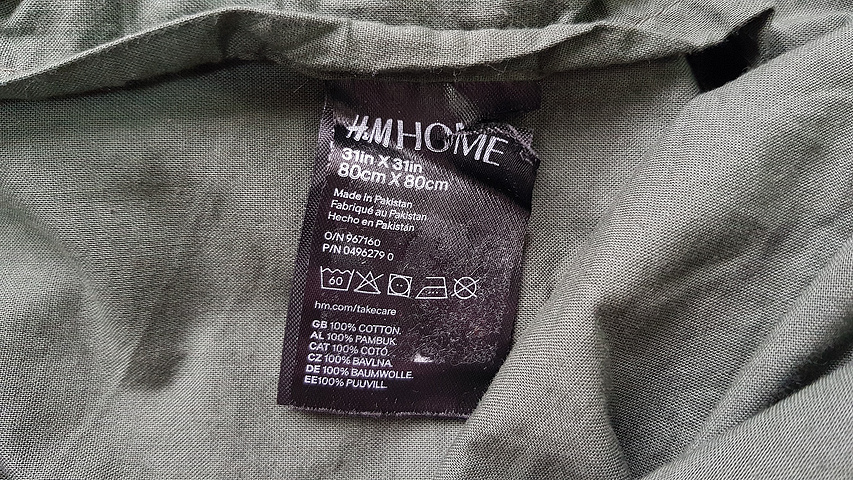 H&M HOME
31in X 31in
80cm X 80cm
Made in Pakistan
Fabriqué au Pakistan
Hecho en Pakistán
O/N 967160
P/N 0496279 0
60
hm.com/takecare
GB 100% COTTON.
AL 100% PAMBUK.
CAT 100% COTÓ.
CZ 100% BAVLNA.
DE 100% BAUMWOLLE.
EE100% PUUVILL.